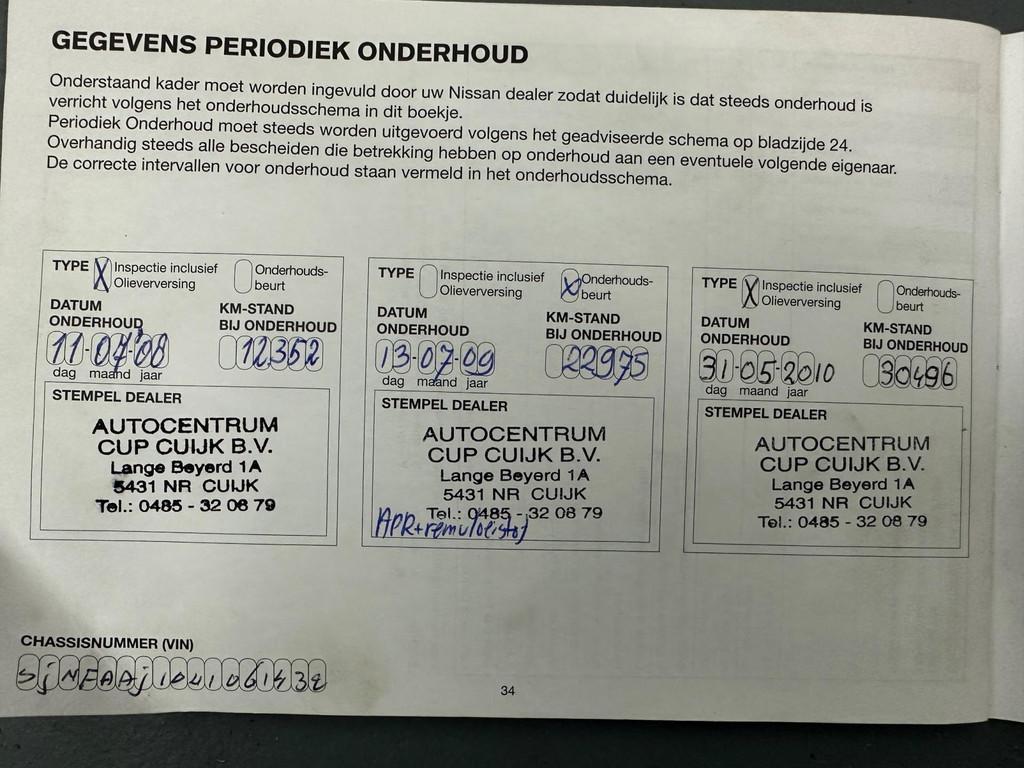 GEGEVENS PERIODIEK ONDERHOUD
Onderstaand kader moet worden ingevuld door uw Nissan dealer zodat duidelijk is dat steeds onderhoud is
verricht volgens het onderhoudsschema in dit boekje.
Periodiek Onderhoud moet steeds worden uitgevoerd volgens het geadviseerde schema op bladzijde 24.
Overhandig steeds alle bescheiden die betrekking hebben op onderhoud aan een eventuele volgende eigenaar.
De correcte intervallen voor onderhoud staan vermeld in het onderhoudsschema.
TYPE X Inspectie inclusief Olieverversing
Onderhouds-
beurt
DATUM
ONDERHOUD
KM-STAND
BIJ ONDERHOUD
11-07-'08
12352
dag maand jaar
STEMPEL DEALER
AUTOCENTRUM
CUP CUIJK B.V.
Lange Beyerd 1A
5431 NR CUIJK
Tel.: 0485 - 32 08 79
TYPE Inspectie inclusief Olieverversing
X Onderhouds-
beurt
DATUM
ONDERHOUD
KM-STAND
BIJ ONDERHOUD
13-07-09
22975
dag maand jaar
STEMPEL DEALER
AUTOCENTRUM
CUP CUIJK B.V.
Lange Beyerd 1A
5431 NR CUIJK
Tel.: 0485 - 32 08 79
APK+remvloeistof
TYPE X Inspectie inclusief Olieverversing
Onderhouds-
beurt
DATUM
ONDERHOUD
KM-STAND
BIJ ONDERHOUD
31-05-2010
30496
dag maand jaar
STEMPEL DEALER
AUTOCENTRUM
CUP CUIJK B.V.
Lange Beyerd 1A
5431 NR CUIJK
Tel.: 0485 - 32 08 79
CHASSISNUMMER (VIN)
34